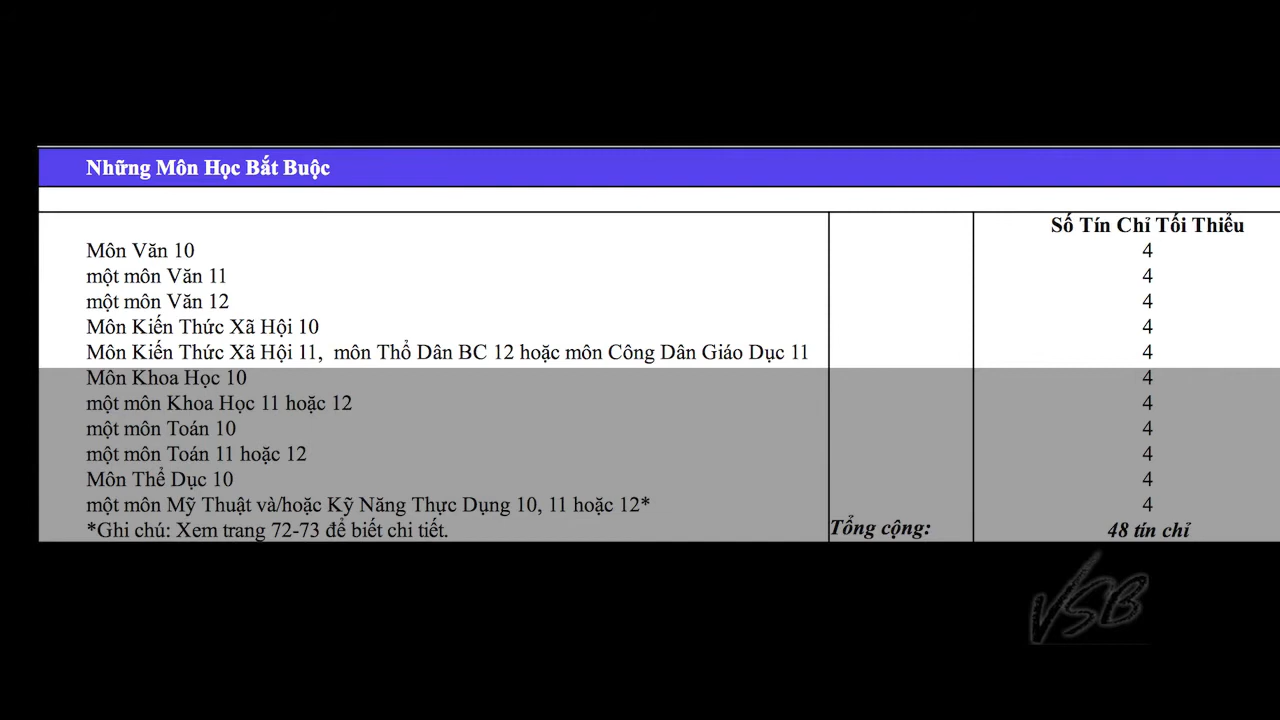 Những Môn Học Bắt Buộc
Số Tín Chỉ Tối Thiểu
Môn Văn 10 4
một môn Văn 11 4
một môn Văn 12 4
Môn Kiến Thức Xã Hội 10 4
Môn Kiến Thức Xã Hội 11, môn Thổ Dân BC 12 hoặc môn Công Dân Giáo Dục 11 4
Môn Khoa Học 10 4
một môn Khoa Học 11 hoặc 12 4
một môn Toán 10 4
một môn Toán 11 hoặc 12 4
Môn Thể Dục 10 4
một môn Mỹ Thuật và/hoặc Kỹ Năng Thực Dụng 10, 11 hoặc 12* 4
*Ghi chú: Xem trang 72-73 để biết chi tiết. Tổng cộng: 48 tín chỉ
VSB